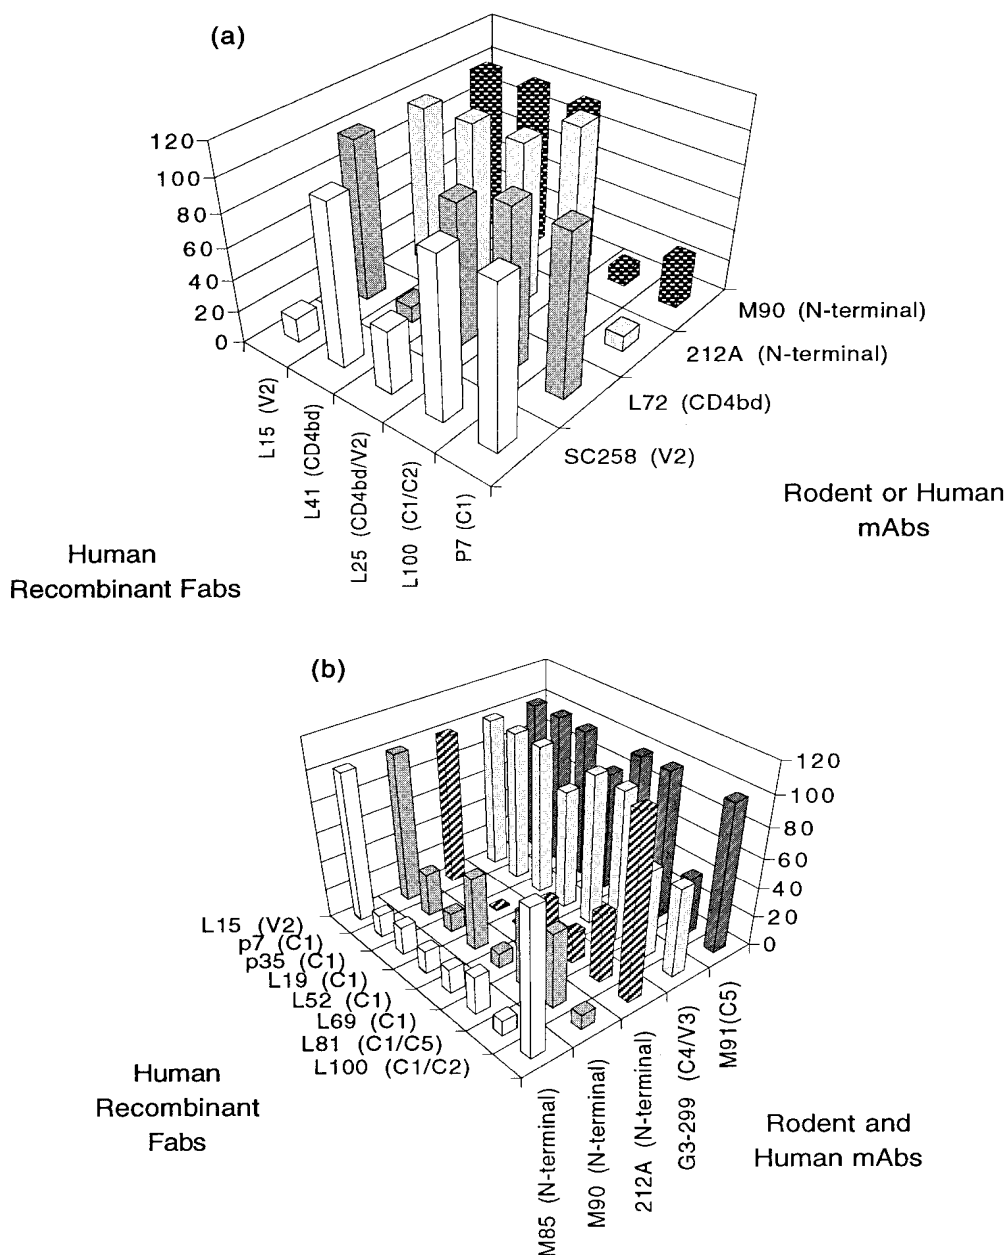 (a)
120
100
80
60
40
20
0
M90 (N-terminal)
212A (N-terminal)
L72 (CD4bd)
SC258 (V2)
L15 (V2)
L41 (CD4bd)
L25 (CD4bd/V2)
L100 (C1/C2)
P7 (C1)
Rodent or Human
mAbs
Human
Recombinant Fabs
(b)
120
100
80
60
40
20
0
L15 (V2)
p7 (C1)
p35 (C1)
L19 (C1)
L52 (C1)
L69 (C1)
L81 (C1/C5)
L100 (C1/C2)
M85 (N-terminal)
M90 (N-terminal)
212A (N-terminal)
G3-299 (C4/V3)
M91(C5)
Human
Recombinant
Fabs
Rodent and
Human mAbs